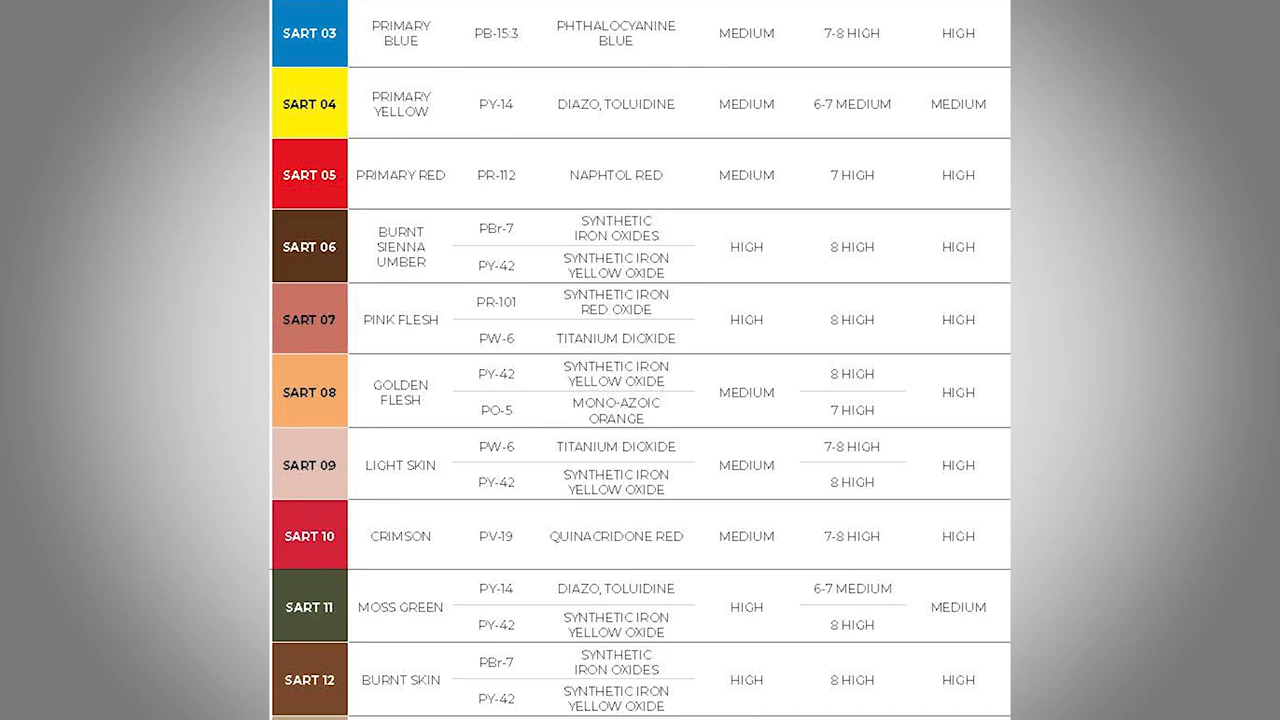 SART 03
PRIMARY
BLUE
PB-15:3
PHTHALOCYANINE
BLUE
MEDIUM
7-8 HIGH
HIGH
SART 04
PRIMARY
YELLOW
PY-14
DIAZO, TOLUIDINE
MEDIUM
6-7 MEDIUM
MEDIUM
SART 05
PRIMARY RED
PR-112
NAPHTOL RED
MEDIUM
7 HIGH
HIGH
SART 06
BURNT
SIENNA
UMBER
PBr-7
SYNTHETIC
IRON OXIDES
PY-42
SYNTHETIC IRON
YELLOW OXIDE
HIGH
8 HIGH
HIGH
SART 07
PINK FLESH
PR-101
SYNTHETIC IRON
RED OXIDE
PW-6
TITANIUM DIOXIDE
HIGH
8 HIGH
HIGH
SART 08
GOLDEN
FLESH
PY-42
SYNTHETIC IRON
YELLOW OXIDE
PO-5
MONO-AZOIC
ORANGE
MEDIUM
8 HIGH
7 HIGH
HIGH
SART 09
LIGHT SKIN
PW-6
TITANIUM DIOXIDE
PY-42
SYNTHETIC IRON
YELLOW OXIDE
MEDIUM
7-8 HIGH
8 HIGH
HIGH
SART 10
CRIMSON
PV-19
QUINACRIDONE RED
MEDIUM
7-8 HIGH
HIGH
SART 11
MOSS GREEN
PY-14
DIAZO, TOLUIDINE
PY-42
SYNTHETIC IRON
YELLOW OXIDE
HIGH
6-7 MEDIUM
8 HIGH
MEDIUM
SART 12
BURNT SKIN
PBr-7
SYNTHETIC
IRON OXIDES
PY-42
SYNTHETIC IRON
YELLOW OXIDE
HIGH
8 HIGH
HIGH